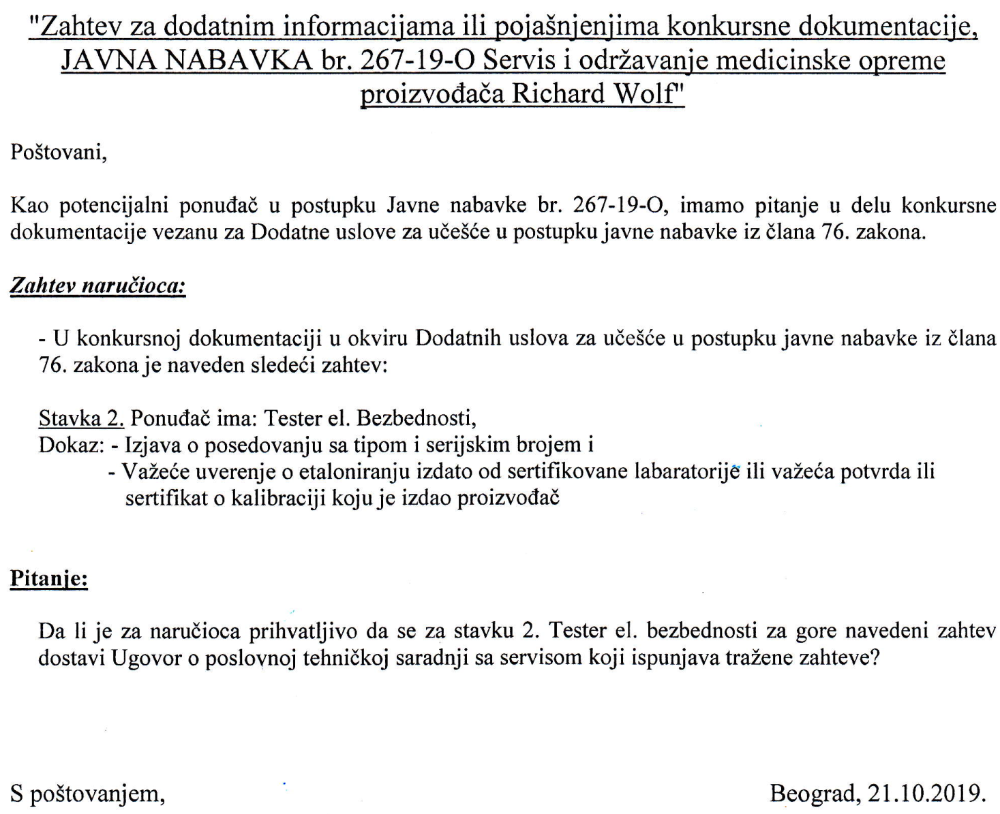 "Zahtev za dodatnim informacijama ili pojašnjenjima konkursne dokumentacije,
JAVNA NABAVKA br. 267-19-O Servis i održavanje medicinske opreme
proizvođača Richard Wolf"
Poštovani,
Kao potencijalni ponuđač u postupku Javne nabavke br. 267-19-O, imamo pitanje u delu konkursne
dokumentacije vezanu za Dodatne uslove za učešće u postupku javne nabavke iz člana 76. zakona.
Zahtev naručioca:
- U konkursnoj dokumentaciji u okviru Dodatnih uslova za učešće u postupku javne nabavke iz člana
76. zakona je naveden sledeći zahtev:
Stavka 2. Ponuđač ima: Tester el. Bezbednosti,
Dokaz: - Izjava o posedovanju sa tipom i serijskim brojem i
- Važeće uverenje o etaloniranju izdato od sertifikovane labaratorije ili važeća potvrda ili
sertifikat o kalibraciji koju je izdao proizvođač
Pitanje:
Da li je za naručioca prihvatljivo da se za stavku 2. Tester el. bezbednosti za gore navedeni zahtev
dostavi Ugovor o poslovnoj tehničkoj saradnji sa servisom koji ispunjava tražene zahteve?
S poštovanjem, Beograd, 21.10.2019.